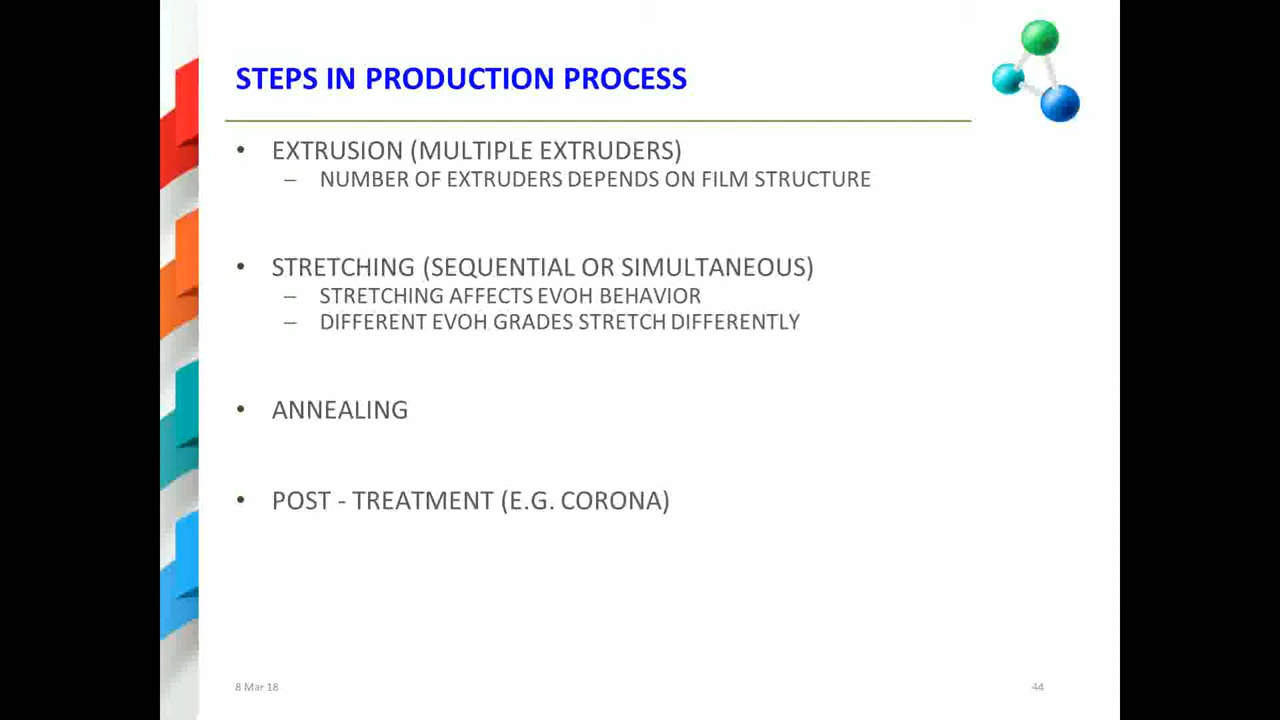 STEPS IN PRODUCTION PROCESS
• EXTRUSION (MULTIPLE EXTRUDERS)
– NUMBER OF EXTRUDERS DEPENDS ON FILM STRUCTURE
• STRETCHING (SEQUENTIAL OR SIMULTANEOUS)
– STRETCHING AFFECTS EVOH BEHAVIOR
– DIFFERENT EVOH GRADES STRETCH DIFFERENTLY
• ANNEALING
• POST - TREATMENT (E.G. CORONA)
8 Mar 18
44